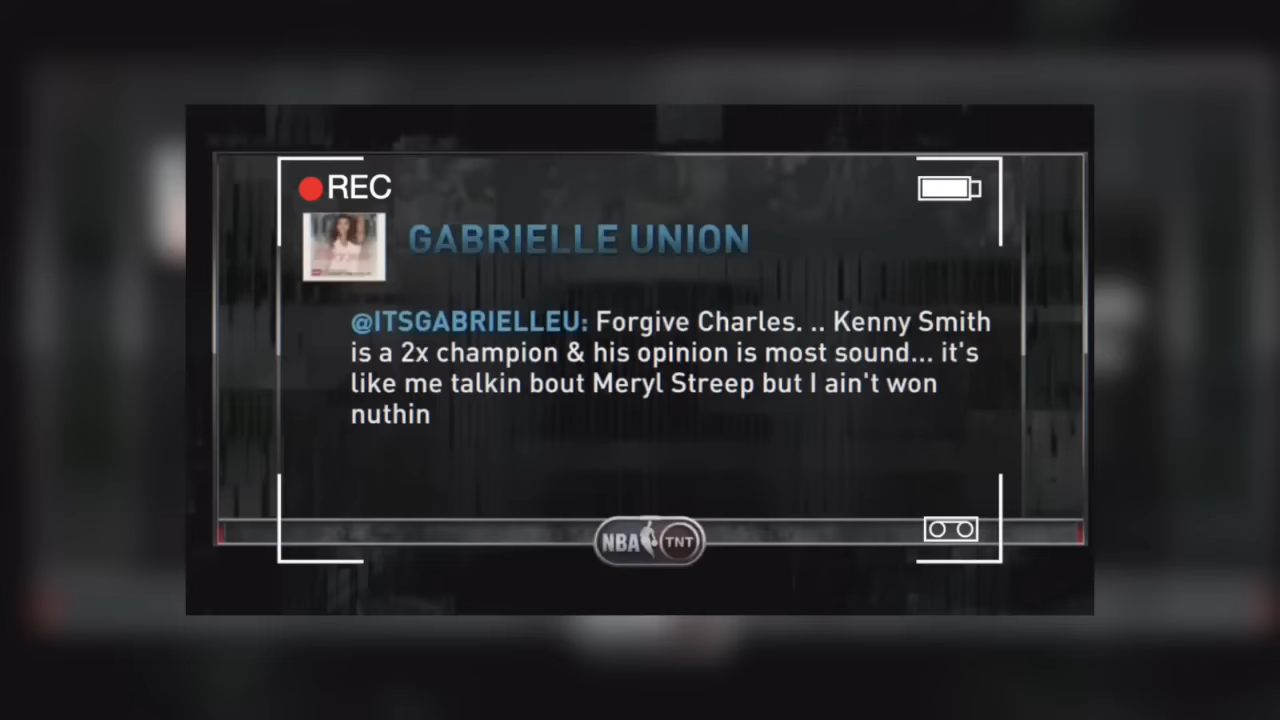 REC
GABRIELLE UNION
@ITSGABRIELLEU: Forgive Charles. .. Kenny Smith
is a 2x champion & his opinion is most sound... it's
like me talkin bout Meryl Streep but I ain't won
nuthin
NBA TNT